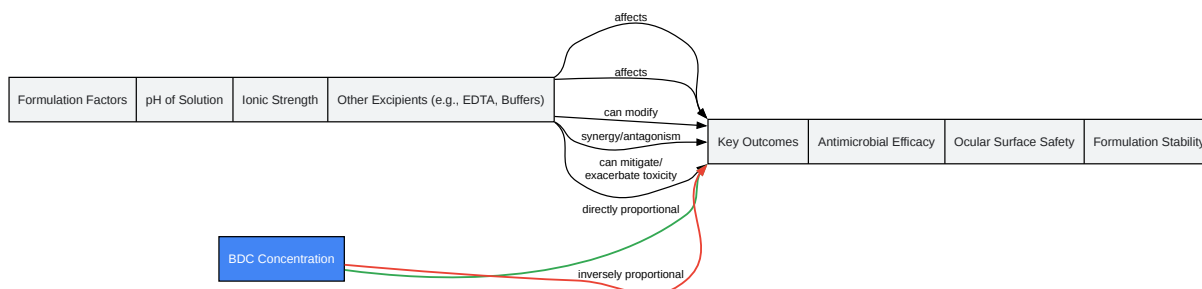 affects
affects
Formulation Factors
pH of Solution
Ionic Strength
Other Excipients (e.g., EDTA, Buffers)
can modify
synergy/antagonism
Key Outcomes
Antimicrobial Efficacy
Ocular Surface Safety
Formulation Stability
can mitigate/
exacerbate toxicity
directly proportional
BDC Concentration
inversely proportional